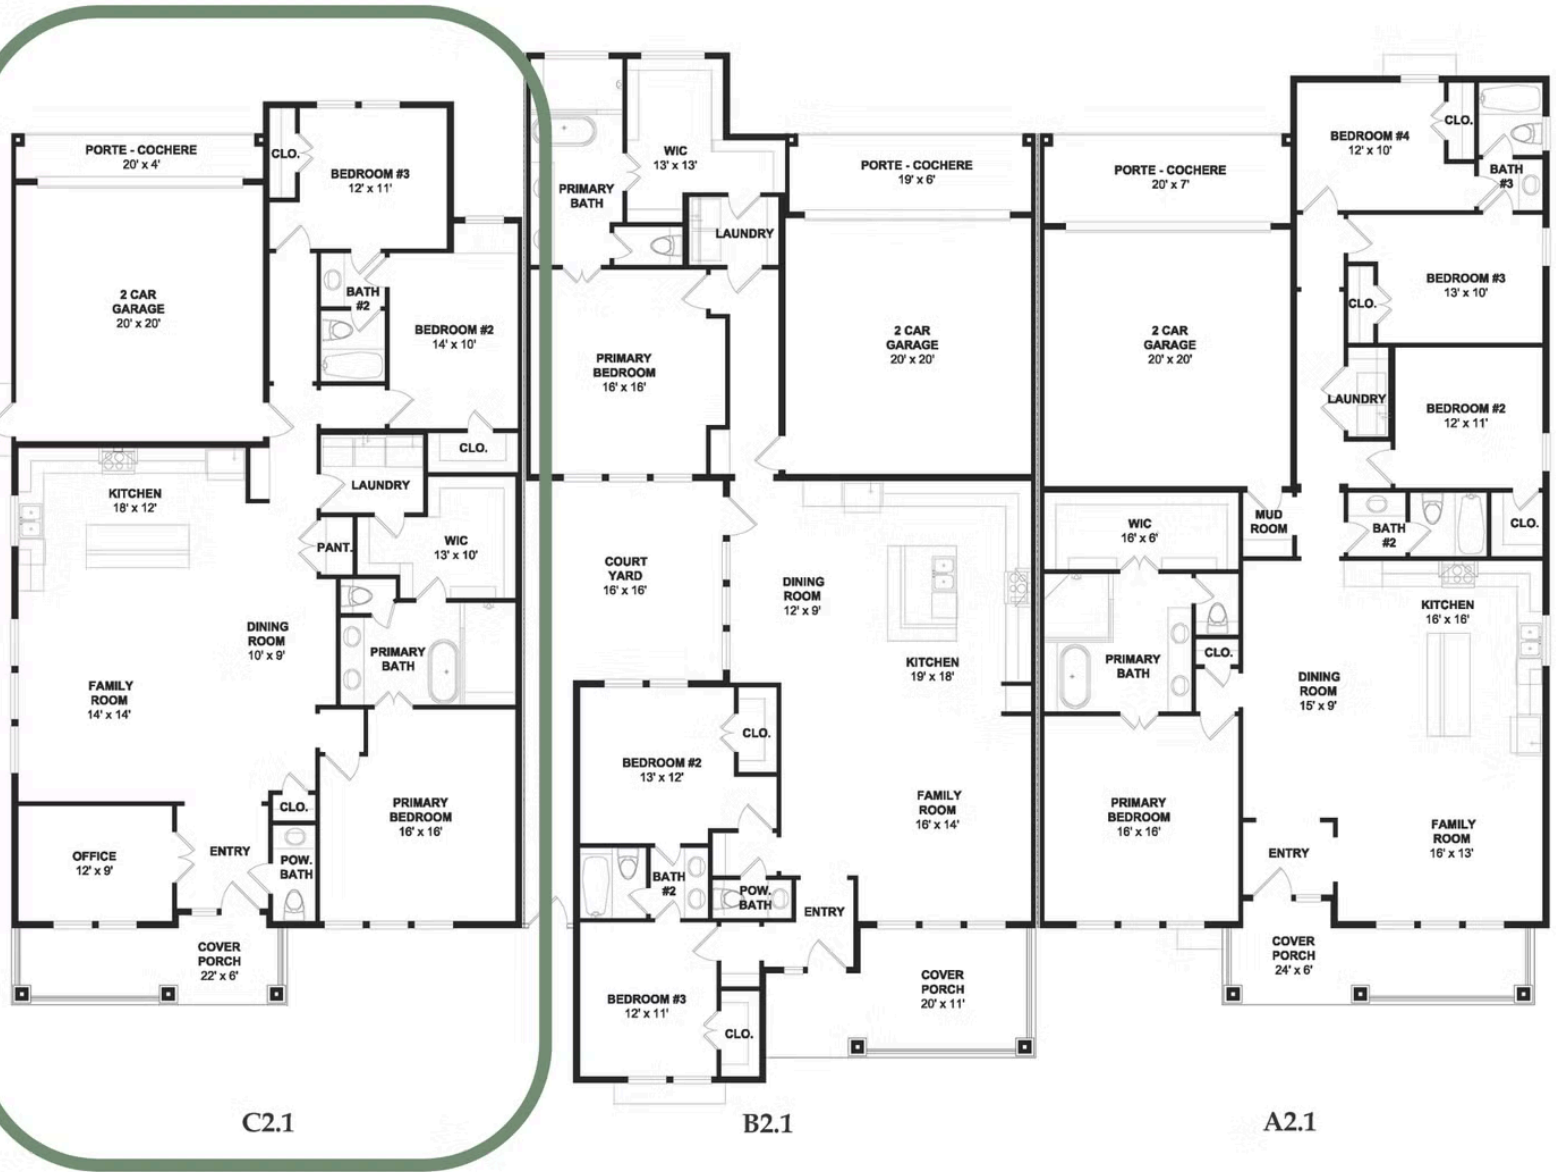 PORTE - COCHERE
20' x 4'
CLO.
BEDROOM #3
12' x 11'
2 CAR
GARAGE
20' x 20'
BATH
#2
BEDROOM #2
14' x 10'
CLO.
LAUNDRY
KITCHEN
18' x 12'
PANT.
WIC
13' x 10'
DINING
ROOM
10' x 9'
PRIMARY
BATH
FAMILY
ROOM
14' x 14'
CLO.
PRIMARY
BEDROOM
16' x 16'
OFFICE
12' x 9'
ENTRY
POW.
BATH
COVER
PORCH
22' x 6'
C2.1
WIC
13' x 13'
PRIMARY
BATH
LAUNDRY
PORTE - COCHERE
19' x 6'
PRIMARY
BEDROOM
16' x 16'
2 CAR
GARAGE
20' x 20'
COURT
YARD
16' x 16'
DINING
ROOM
12' x 9'
KITCHEN
19' x 18'
BEDROOM #2
13' x 12'
CLO.
FAMILY
ROOM
16' x 14'
BATH
#2
POW.
BATH
ENTRY
BEDROOM #3
12' x 11'
CLO.
COVER
PORCH
20' x 11'
B2.1
PORTE - COCHERE
20' x 7'
BEDROOM #4
12' x 10'
CLO.
BATH
#3
BEDROOM #3
13' x 10'
CLO.
2 CAR
GARAGE
20' x 20'
LAUNDRY
BEDROOM #2
12' x 11'
WIC
16' x 6'
MUD
ROOM
BATH
#2
CLO.
KITCHEN
16' x 16'
PRIMARY
BATH
CLO.
DINING
ROOM
15' x 9'
PRIMARY
BEDROOM
16' x 16'
ENTRY
FAMILY
ROOM
16' x 13'
COVER
PORCH
24' x 6'
A2.1